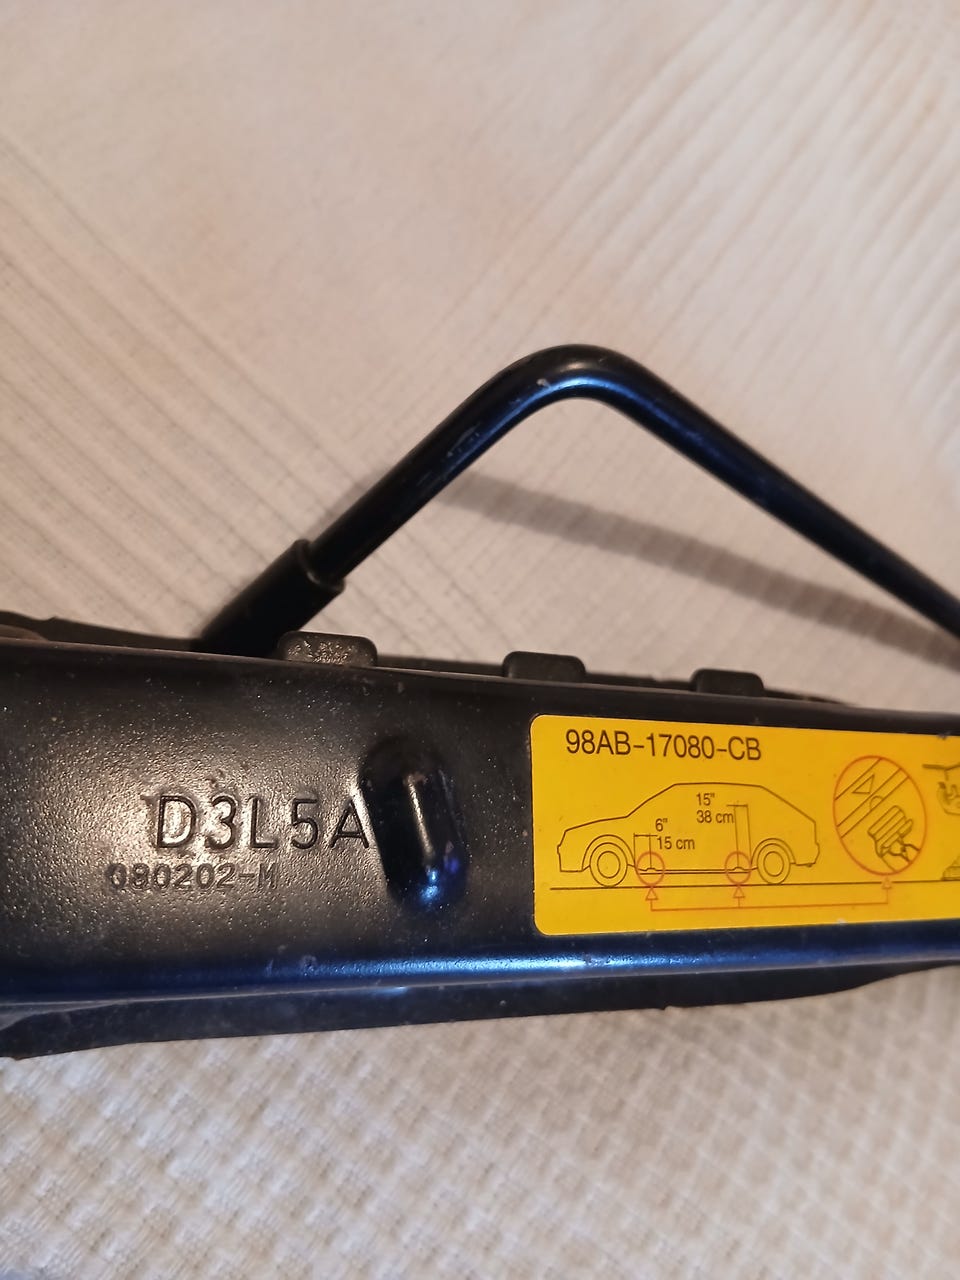 98AB-17080-CB
15"
38 cm
6"
15 cm
D3L5A
080202-M